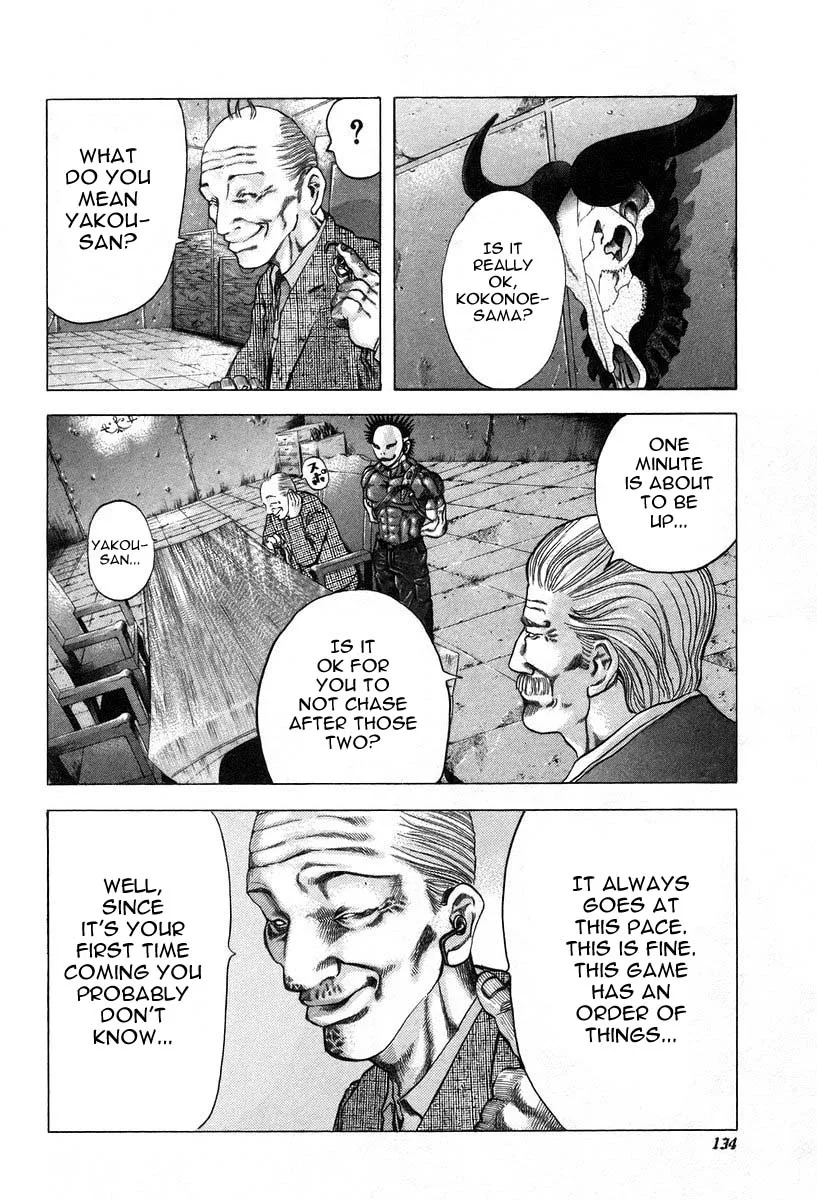 IS IT
REALLY
OK,
KOKONOE-
SAMA?
?
WHAT
DO YOU
MEAN
YAKOU-
SAN?
ONE
MINUTE
IS ABOUT
TO BE
UP...
IS IT
OK FOR
YOU TO
NOT CHASE
AFTER THOSE
TWO?
YAKOU-
SAN...
IT ALWAYS
GOES AT
THIS PACE.
THIS IS FINE.
THIS GAME
HAS AN
ORDER OF
THINGS...
WELL,
SINCE
IT'S YOUR
FIRST TIME
COMING YOU
PROBABLY
DON'T
KNOW...
134